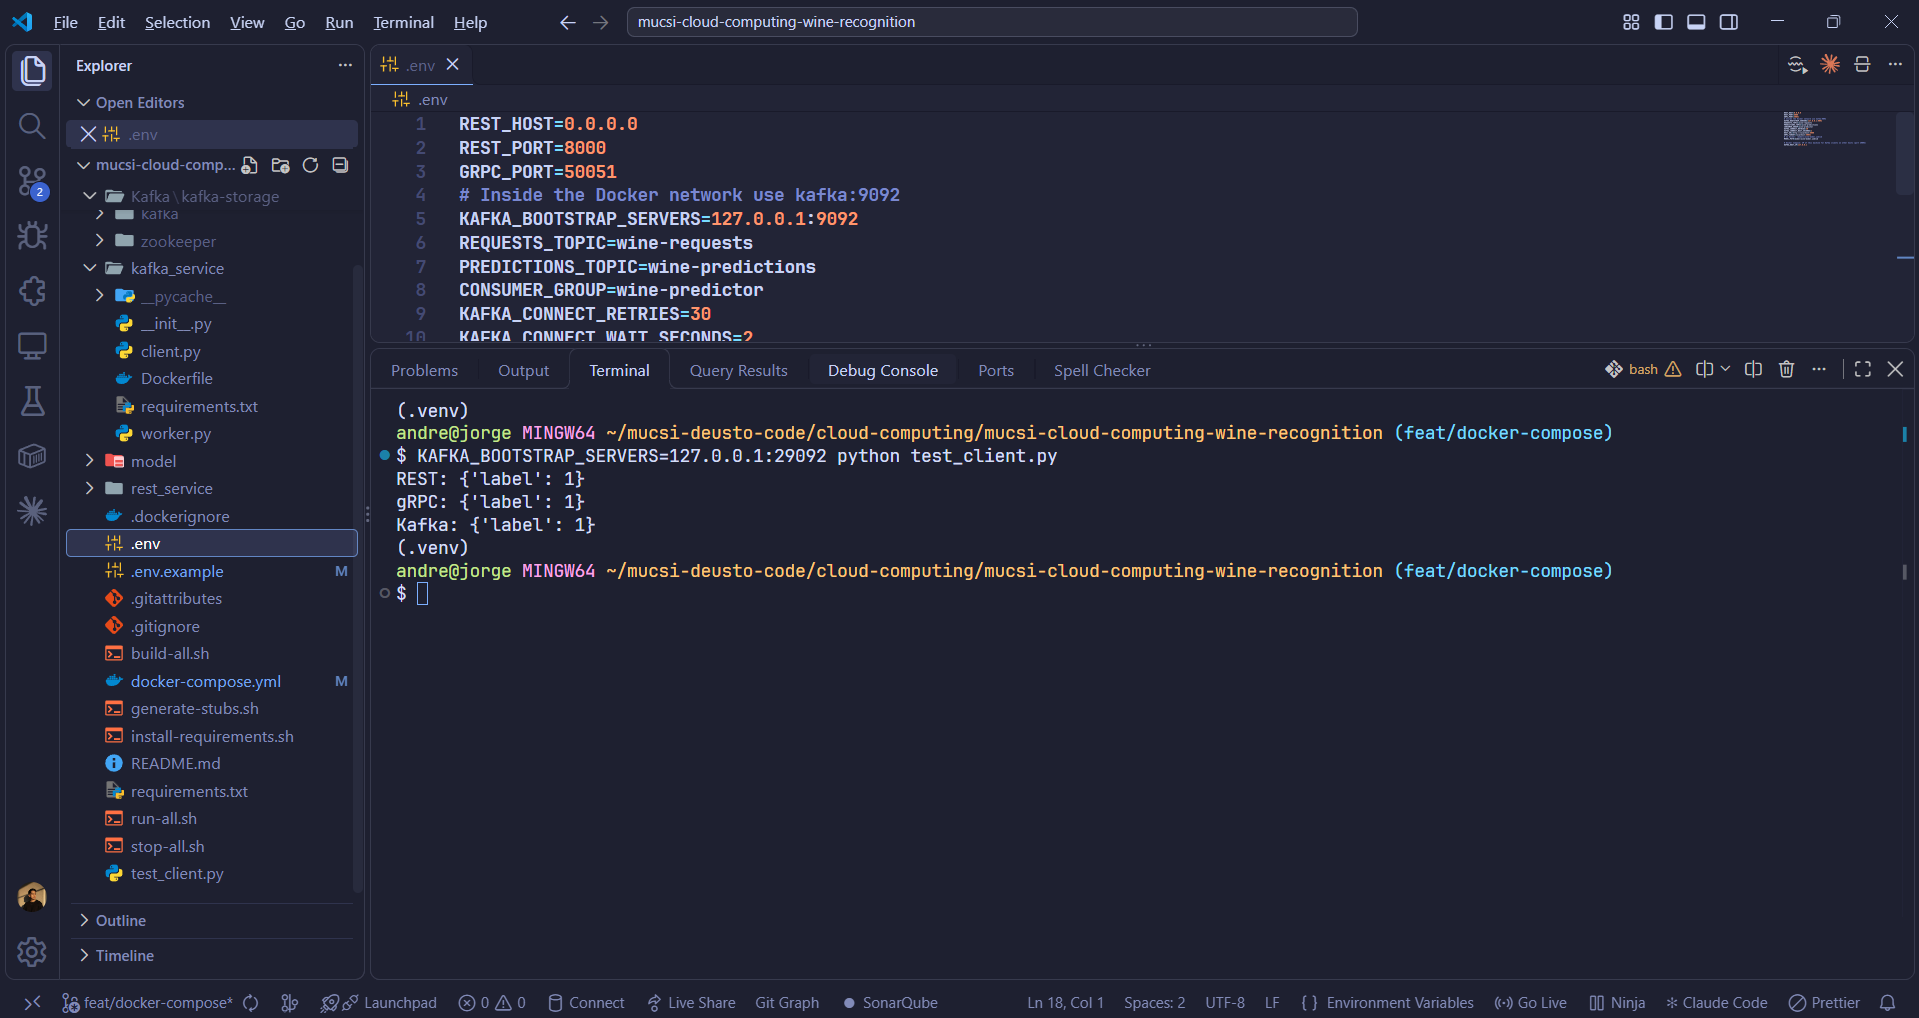 File Edit Selection View Go Run Terminal Help
mucsi-cloud-computing-wine-recognition
Explorer
Open Editors
.env
mucsi-cloud-comp...
Kafka \ kafka-storage
kafka
zookeeper
kafka_service
__pycache__
__init__.py
client.py
Dockerfile
requirements.txt
worker.py
model
rest_service
.dockerignore
.env
.env.example M
.gitattributes
.gitignore
build-all.sh
docker-compose.yml M
generate-stubs.sh
install-requirements.sh
README.md
requirements.txt
run-all.sh
stop-all.sh
test_client.py
Outline
Timeline
2
.env
.env
1 REST_HOST=0.0.0.0
2 REST_PORT=8000
3 GRPC_PORT=50051
4 # Inside the Docker network use kafka:9092
5 KAFKA_BOOTSTRAP_SERVERS=127.0.0.1:9092
6 REQUESTS_TOPIC=wine-requests
7 PREDICTIONS_TOPIC=wine-predictions
8 CONSUMER_GROUP=wine-predictor
9 KAFKA_CONNECT_RETRIES=30
10 KAFKA_CONNECT_WAIT_SECONDS=2
Problems Output Terminal Query Results Debug Console Ports Spell Checker
bash
(.venv)
andre@jorge MINGW64 ~/mucsi-deusto-code/cloud-computing/mucsi-cloud-computing-wine-recognition (feat/docker-compose)
$ KAFKA_BOOTSTRAP_SERVERS=127.0.0.1:29092 python test_client.py
REST: {'label': 1}
gRPC: {'label': 1}
Kafka: {'label': 1}
(.venv)
andre@jorge MINGW64 ~/mucsi-deusto-code/cloud-computing/mucsi-cloud-computing-wine-recognition (feat/docker-compose)
$
feat/docker-compose* Launchpad 0 0 Connect Live Share Git Graph SonarQube Ln 18, Col 1 Spaces: 2 UTF-8 LF { } Environment Variables Go Live Ninja Claude Code Prettier